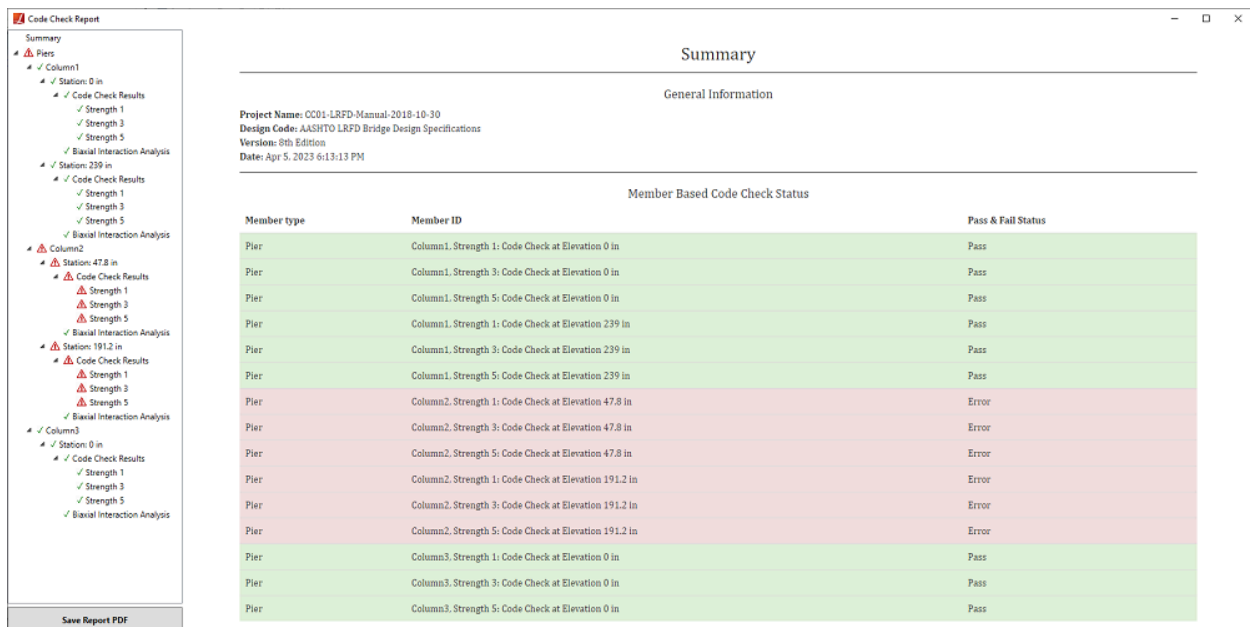 Code Check Report
Summary
Piers
Column1
Station: 0 in
Code Check Results
Strength 1
Strength 3
Strength 5
Biaxial Interaction Analysis
Station: 239 in
Code Check Results
Strength 1
Strength 3
Strength 5
Biaxial Interaction Analysis
Column2
Station: 47.8 in
Code Check Results
Strength 1
Strength 3
Strength 5
Biaxial Interaction Analysis
Station: 191.2 in
Code Check Results
Strength 1
Strength 3
Strength 5
Biaxial Interaction Analysis
Column3
Station: 0 in
Code Check Results
Strength 1
Strength 3
Strength 5
Biaxial Interaction Analysis
Save Report PDF
Summary
General Information
Project Name: CC01-LRFD-Manual-2018-10-30
Design Code: AASHTO LRFD Bridge Design Specifications
Version: 8th Edition
Date: Apr 5, 2023 6:13:13 PM
Member Based Code Check Status
Member type Member ID Pass & Fail Status
Pier Column1, Strength 1: Code Check at Elevation 0 in Pass
Pier Column1, Strength 3: Code Check at Elevation 0 in Pass
Pier Column1, Strength 5: Code Check at Elevation 0 in Pass
Pier Column1, Strength 1: Code Check at Elevation 239 in Pass
Pier Column1, Strength 3: Code Check at Elevation 239 in Pass
Pier Column1, Strength 5: Code Check at Elevation 239 in Pass
Pier Column2, Strength 1: Code Check at Elevation 47.8 in Error
Pier Column2, Strength 3: Code Check at Elevation 47.8 in Error
Pier Column2, Strength 5: Code Check at Elevation 47.8 in Error
Pier Column2, Strength 1: Code Check at Elevation 191.2 in Error
Pier Column2, Strength 3: Code Check at Elevation 191.2 in Error
Pier Column2, Strength 5: Code Check at Elevation 191.2 in Error
Pier Column3, Strength 1: Code Check at Elevation 0 in Pass
Pier Column3, Strength 3: Code Check at Elevation 0 in Pass
Pier Column3, Strength 5: Code Check at Elevation 0 in Pass